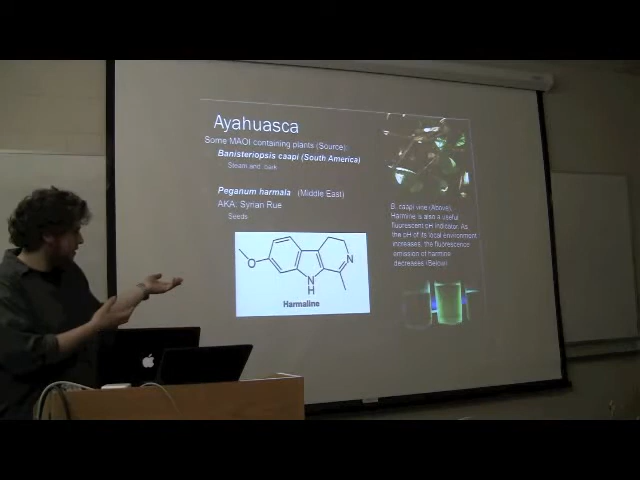 Ayahuasca
Some MAOI containing plants (Source):
Banisteriopsis caapi (South America)
Steam and bark
Peganum harmala (Middle East)
AKA: Syrian Rue
Seeds
O
N
N
H
Harmaline
B. caapi vine (Above),
Harmine is also a useful
fluorescent pH indicator. As
the pH of its local environment
increases, the fluorescence
emission of harmine
decreases (Below)